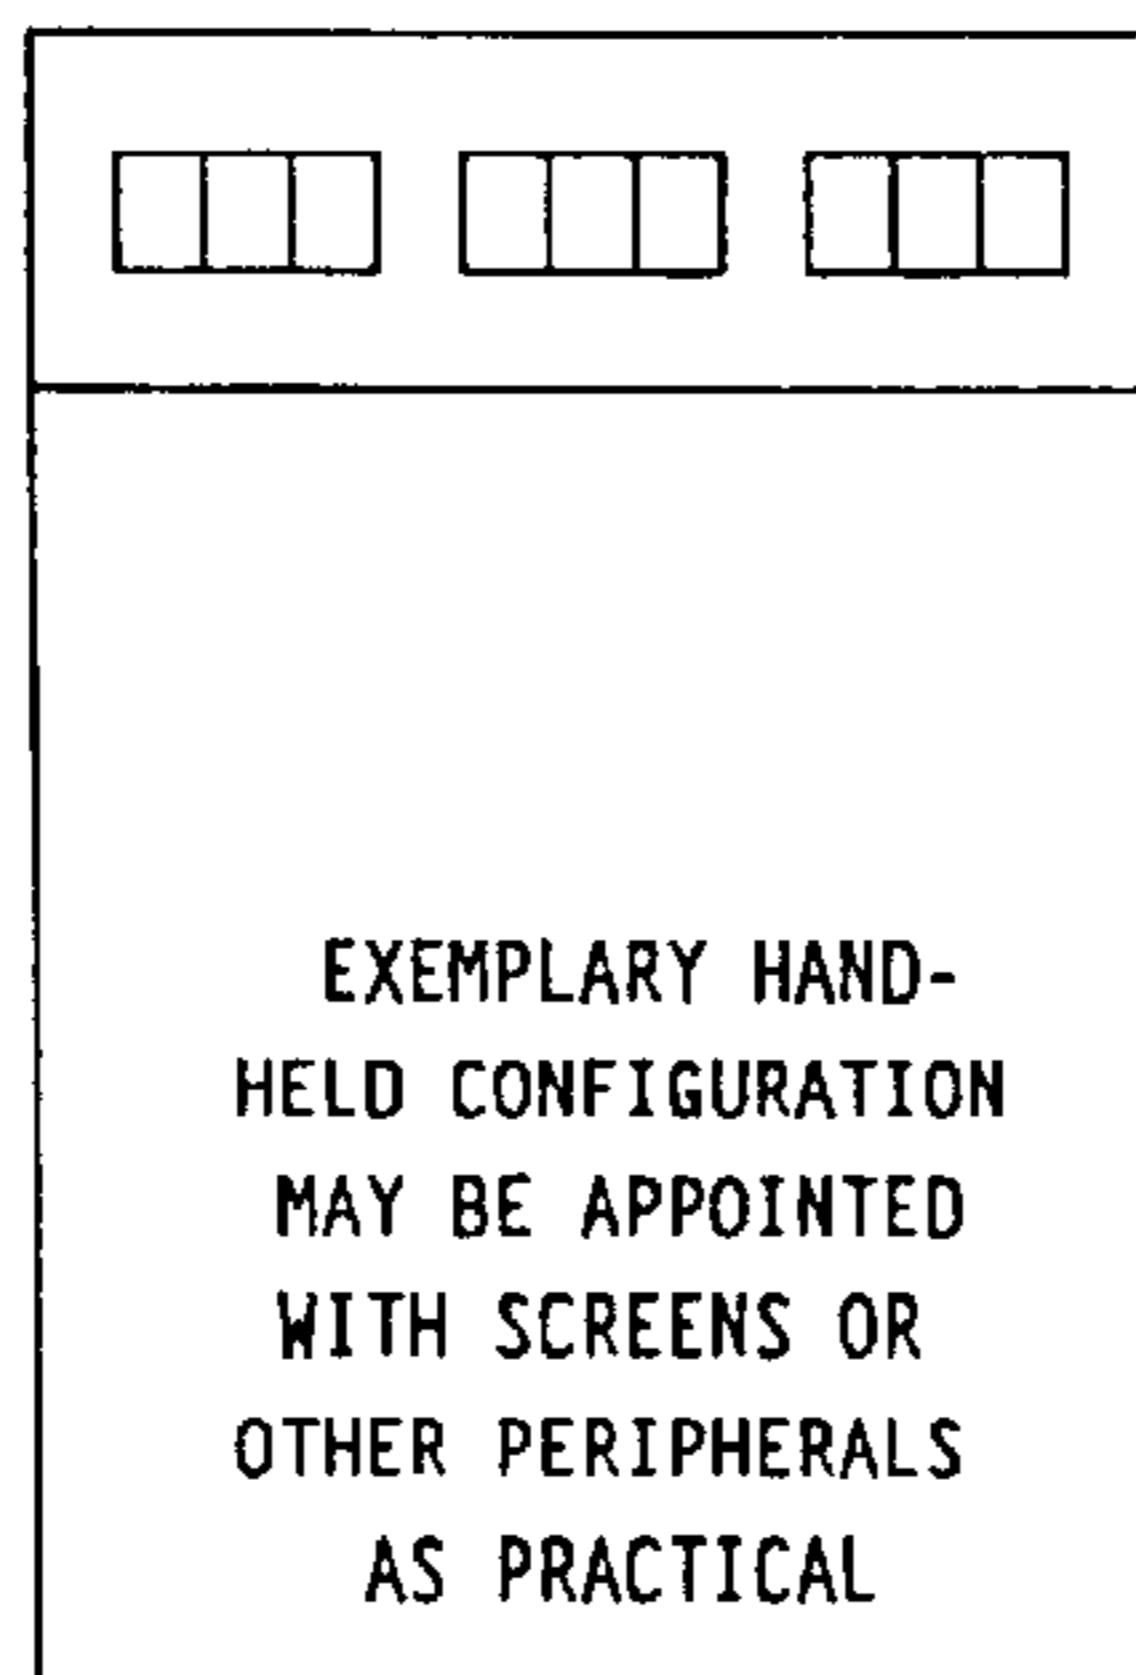 EXEMPLARY HAND-
HELD CONFIGURATION
MAY BE APPOINTED
WITH SCREENS OR
OTHER PERIPHERALS
AS PRACTICAL